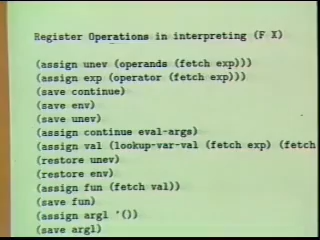 Register Operations in interpreting (F X)
(assign unev (operands (fetch exp)))
(assign exp (operator (fetch exp)))
(save continue)
(save env)
(save unev)
(assign continue eval-args)
(assign val (lookup-var-val (fetch exp) (fetch
(restore unev)
(restore env)
(assign fun (fetch val))
(save fun)
(assign argl '())
(save argl)